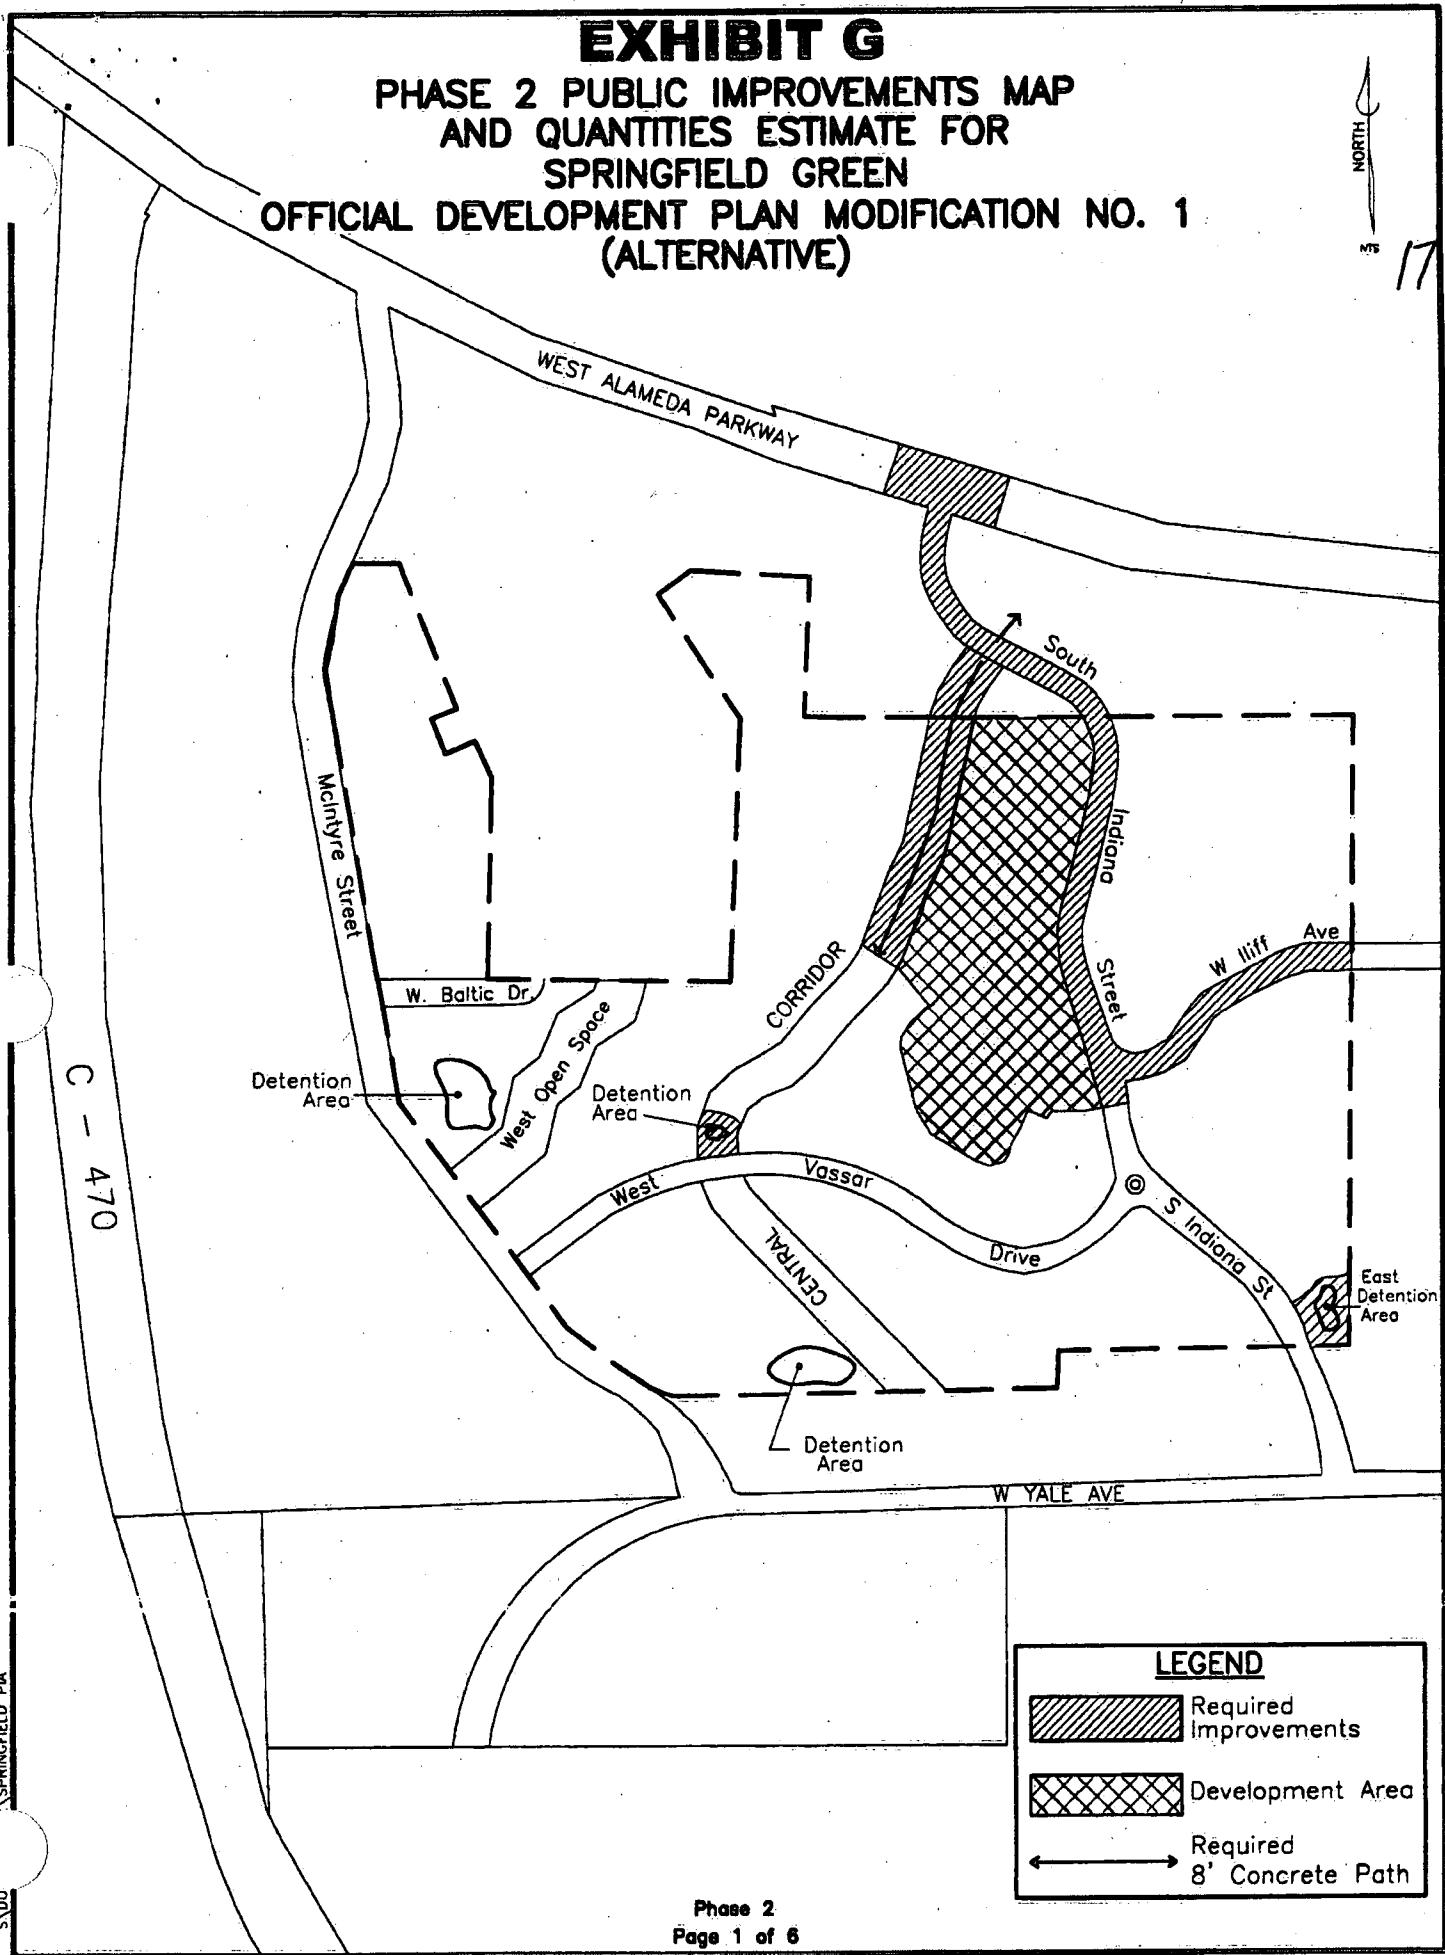 EXHIBIT G
PHASE 2 PUBLIC IMPROVEMENTS MAP
AND QUANTITIES ESTIMATE FOR
SPRINGFIELD GREEN
OFFICIAL DEVELOPMENT PLAN MODIFICATION NO. 1
(ALTERNATIVE)
NORTH
NTS
17
WEST ALAMEDA PARKWAY
South
Indiana
Street
McIntyre Street
W Iliff Ave
CORRIDOR
W. Baltic Dr.
West Open Space
Detention
Area
Detention
Area
C - 470
West Vassar Drive
CENTRAL
S Indiana St
East
Detention
Area
Detention
Area
W YALE AVE
LEGEND
Required
Improvements
Development Area
Required
8' Concrete Path
SPRINGFIELD PIA
Phase 2
Page 1 of 6